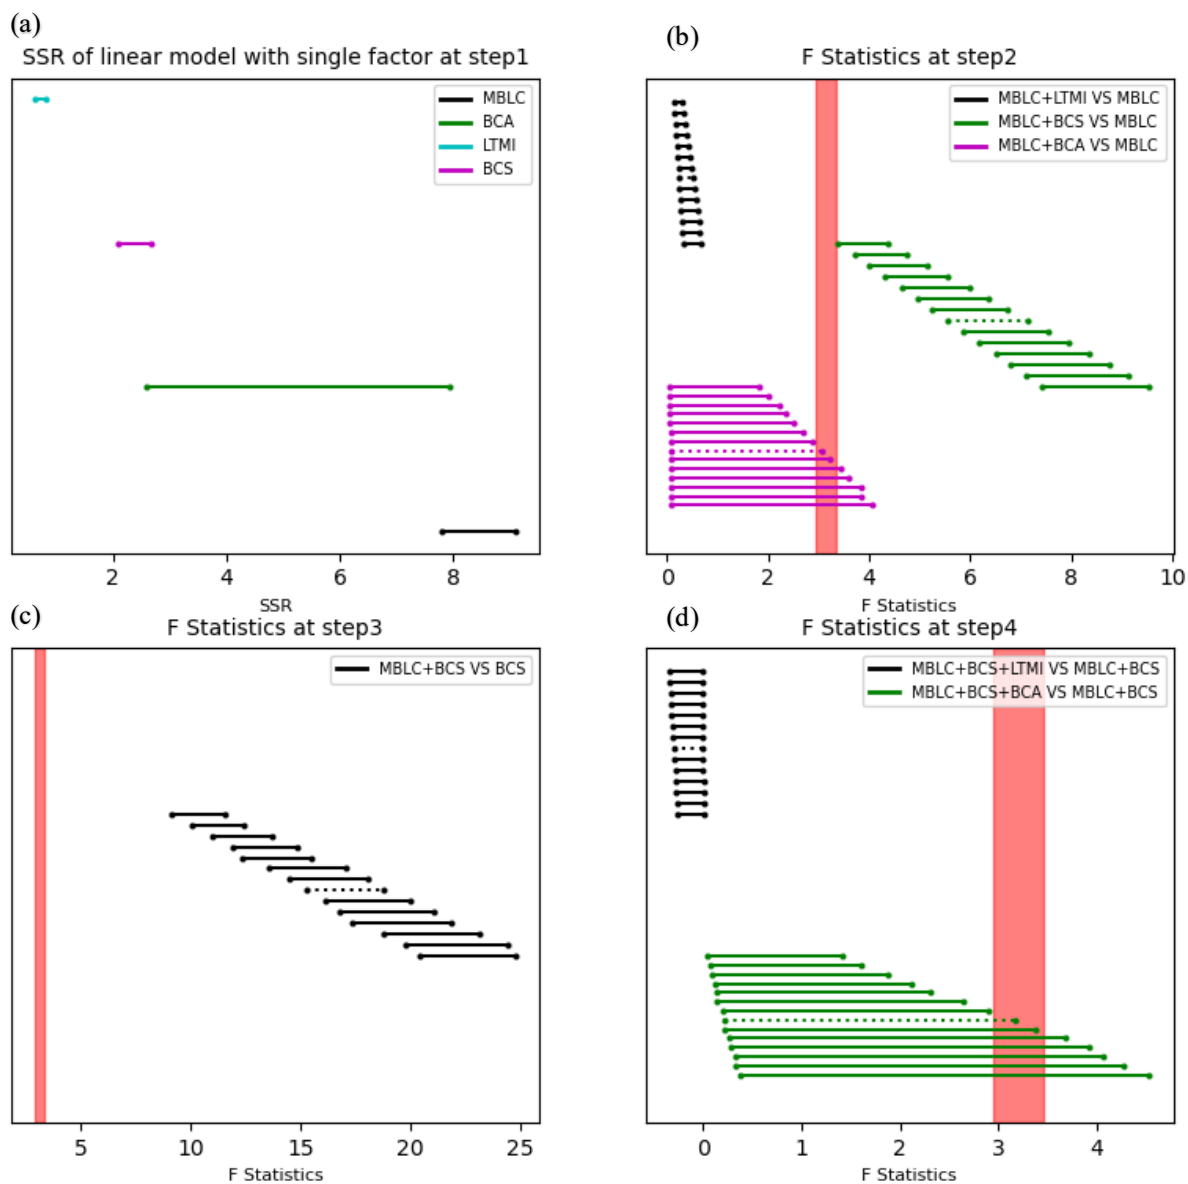 (a)
SSR of linear model with single factor at step1
MBLC
BCA
LTMI
BCS
2 4 6 8
SSR
(b)
F Statistics at step2
MBLC+LTMI VS MBLC
MBLC+BCS VS MBLC
MBLC+BCA VS MBLC
0 2 4 6 8 10
F Statistics
(c)
F Statistics at step3
MBLC+BCS VS BCS
5 10 15 20 25
F Statistics
(d)
F Statistics at step4
MBLC+BCS+LTMI VS MBLC+BCS
MBLC+BCS+BCA VS MBLC+BCS
0 1 2 3 4
F Statistics